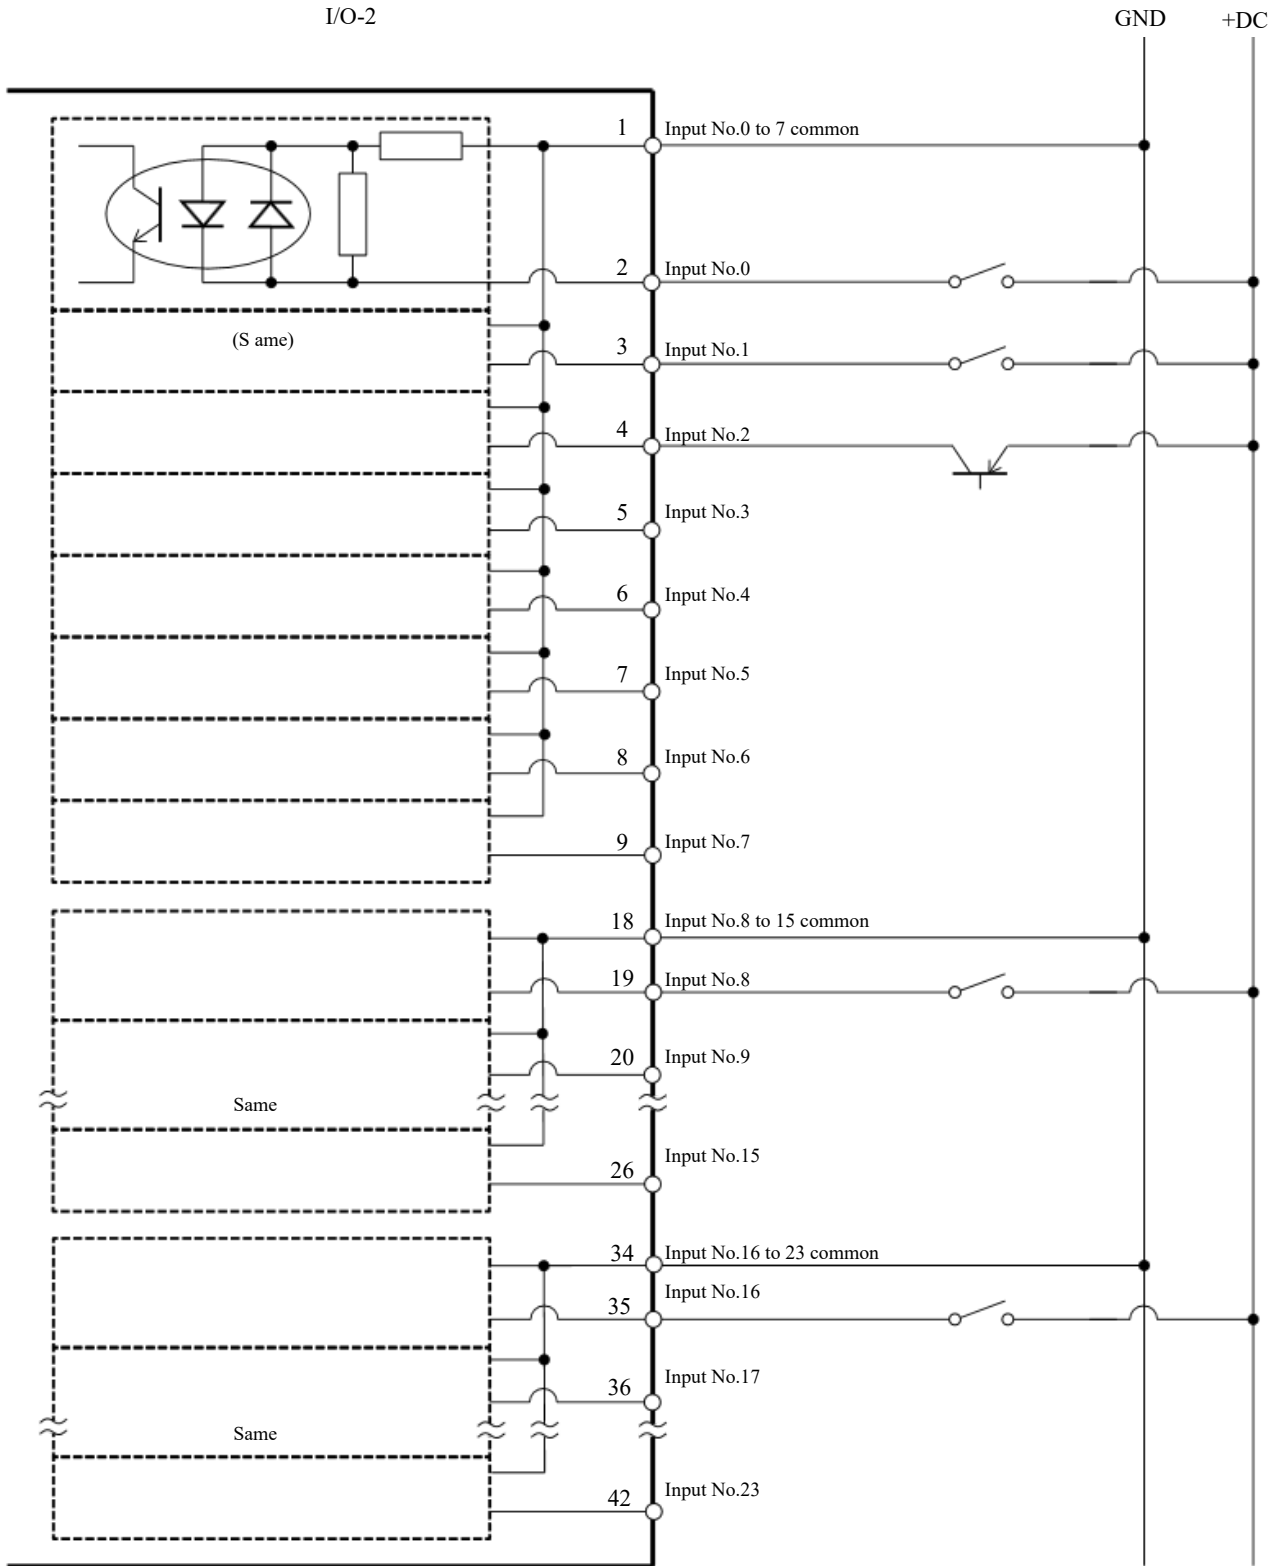 I/O-2
GND
+DC
1
Input No.0 to 7 common
2
Input No.0
(S ame)
3
Input No.1
4
Input No.2
5
Input No.3
6
Input No.4
7
Input No.5
8
Input No.6
9
Input No.7
18
Input No.8 to 15 common
19
Input No.8
20
Input No.9
Same
26
Input No.15
34
Input No.16 to 23 common
35
Input No.16
36
Input No.17
Same
42
Input No.23